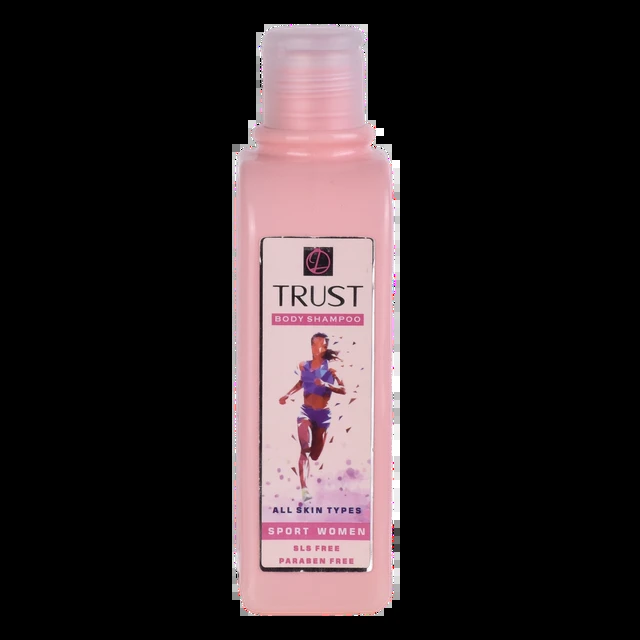 TRUST
BODY SHAMPOO
ALL SKIN TYPES
SPORT WOMEN
SLS FREE
PARABEN FREE